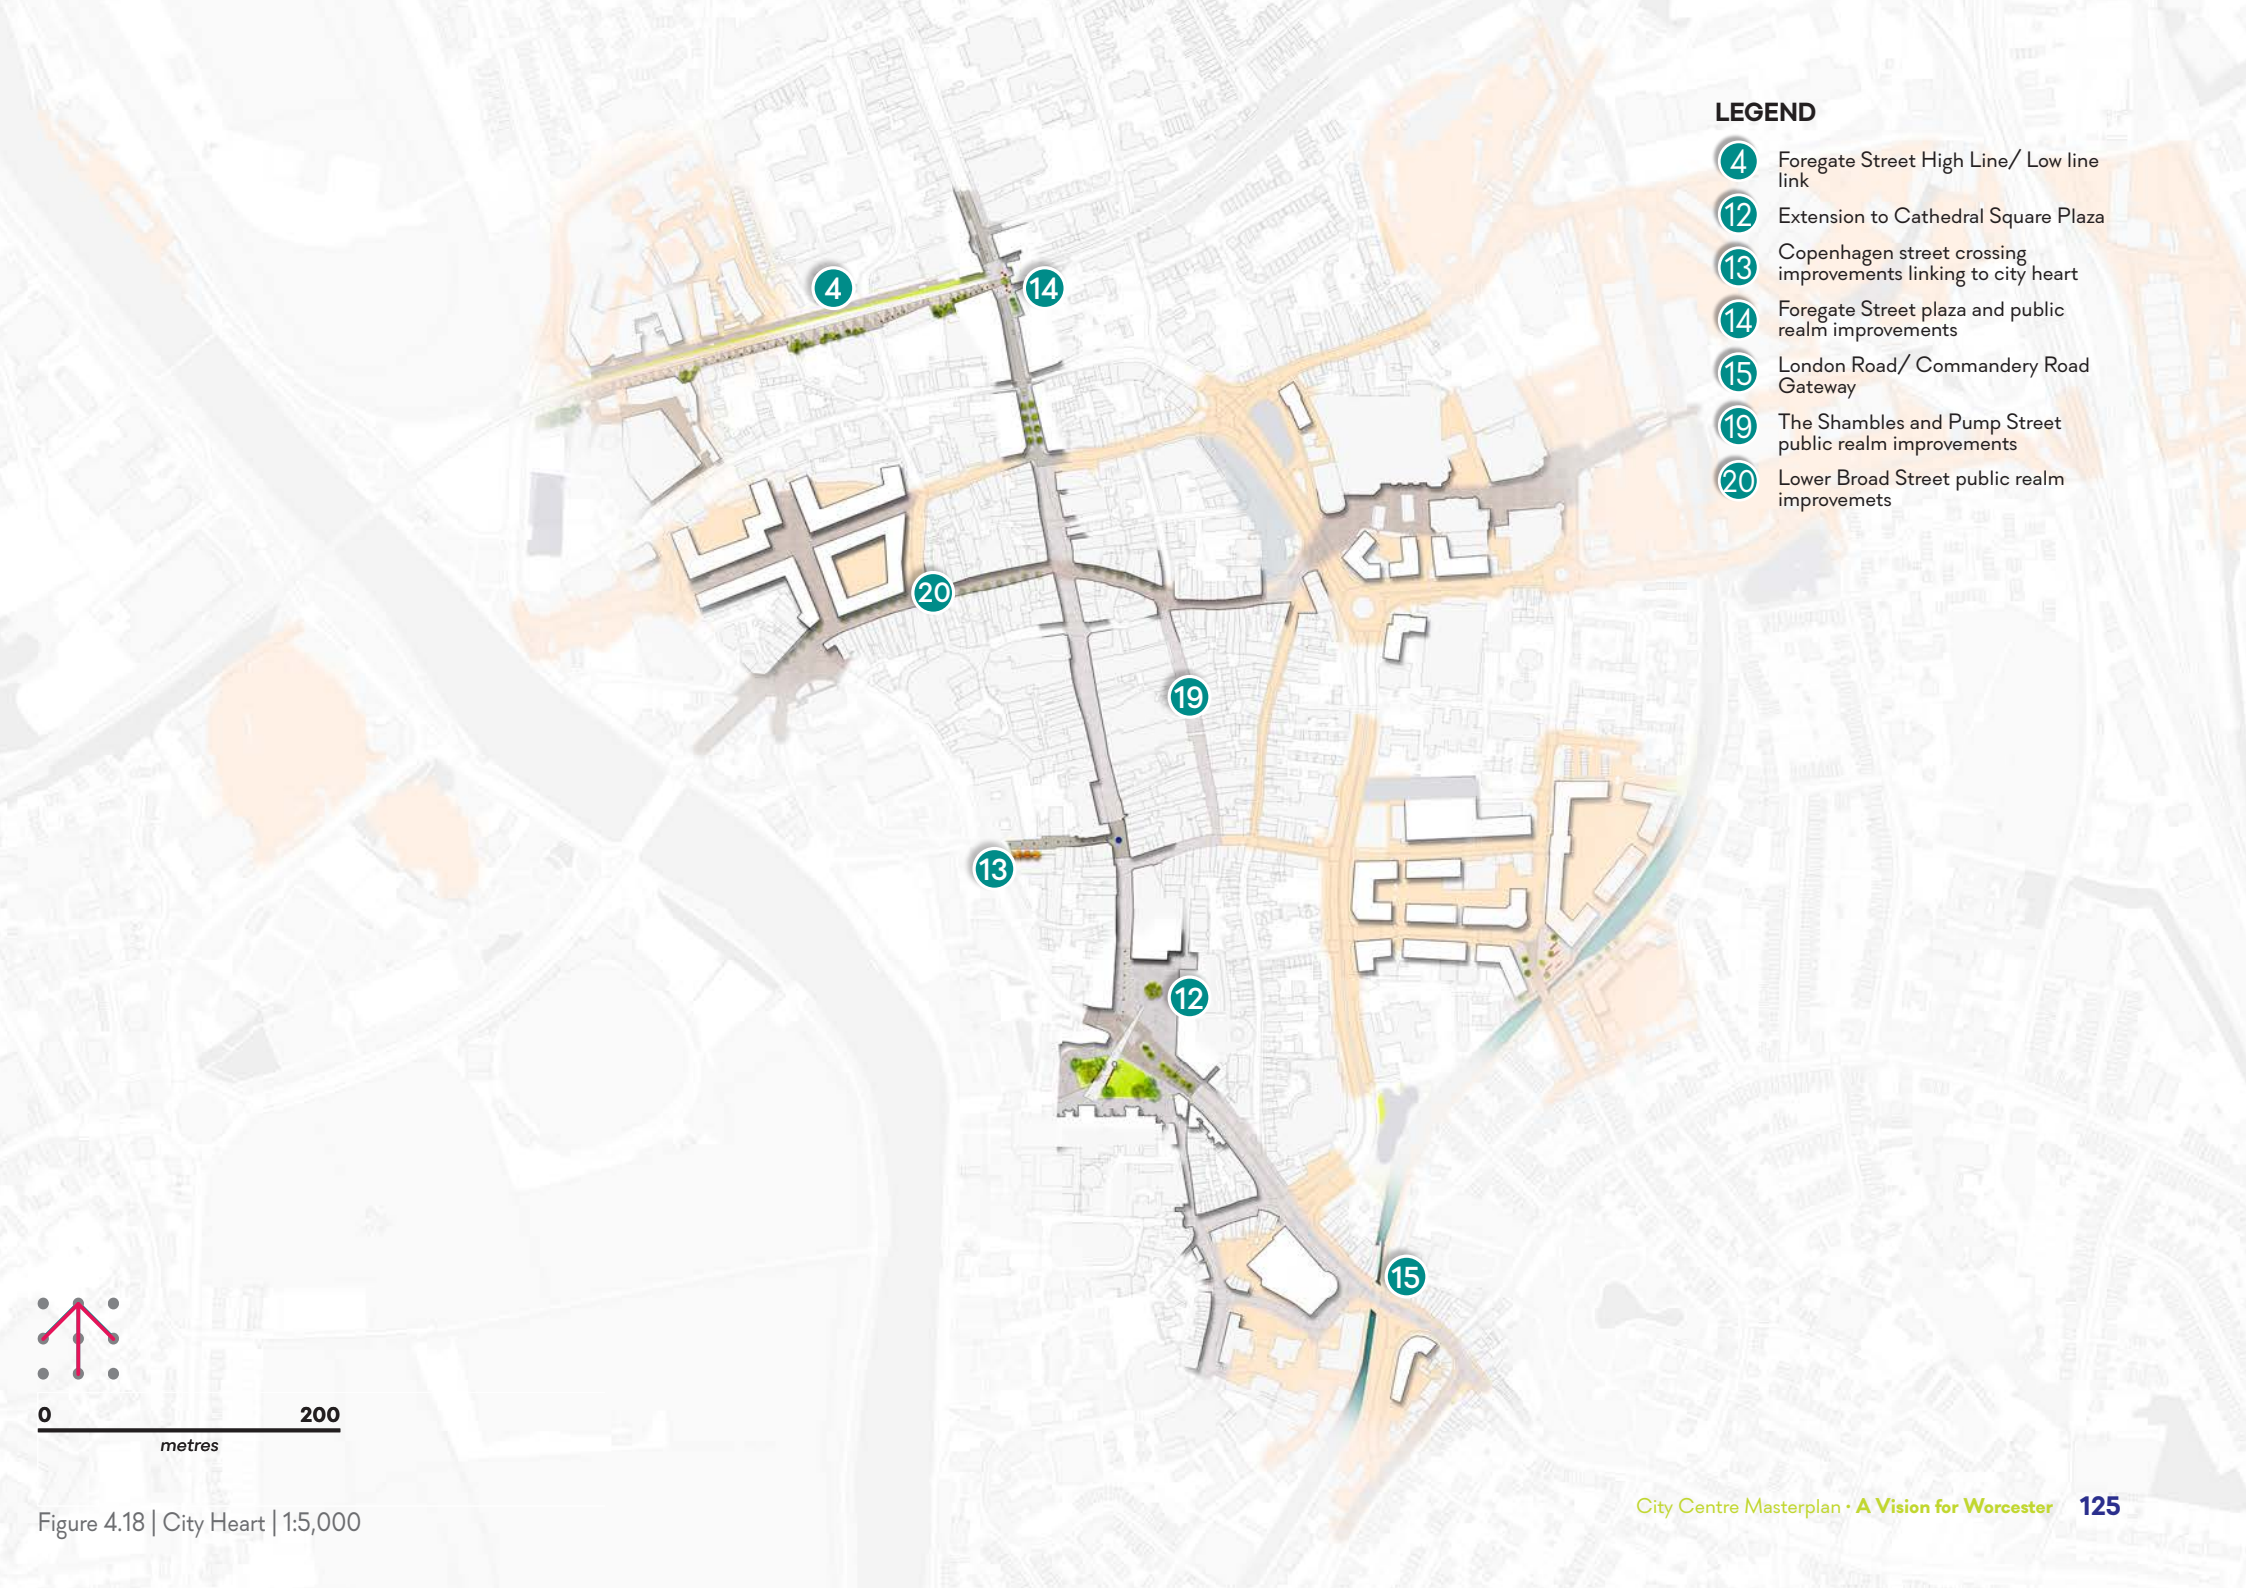 LEGEND
4 Foregate Street High Line/ Low line
link
12 Extension to Cathedral Square Plaza
13 Copenhagen street crossing
improvements linking to city heart
14 Foregate Street plaza and public
realm improvements
15 London Road/ Commandery Road
Gateway
19 The Shambles and Pump Street
public realm improvements
20 Lower Broad Street public realm
improvemets
4
14
20
19
13
12
15
0 200
metres
Figure 4.18 | City Heart | 1:5,000
City Centre Masterplan • A Vision for Worcester 125